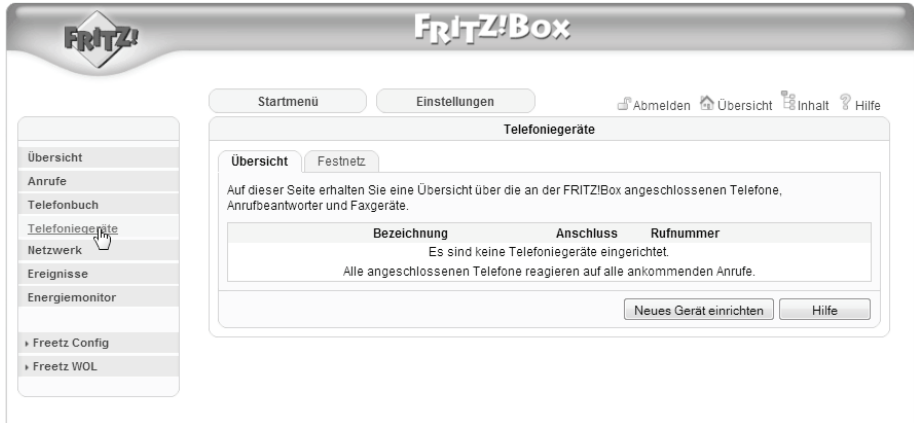 FRITZ!
FRITZ!Box
Startmenü
Einstellungen
Abmelden Übersicht Inhalt Hilfe
Übersicht
Anrufe
Telefonbuch
Telefoniegeräte
Netzwerk
Ereignisse
Energiemonitor
Freetz Config
Freetz WOL
Telefoniegeräte
Übersicht
Festnetz
Auf dieser Seite erhalten Sie eine Übersicht über die an der FRITZ!Box angeschlossenen Telefone,
Anrufbeantworter und Faxgeräte.
Bezeichnung Anschluss Rufnummer
Es sind keine Telefoniegeräte eingerichtet.
Alle angeschlossenen Telefone reagieren auf alle ankommenden Anrufe.
Neues Gerät einrichten
Hilfe